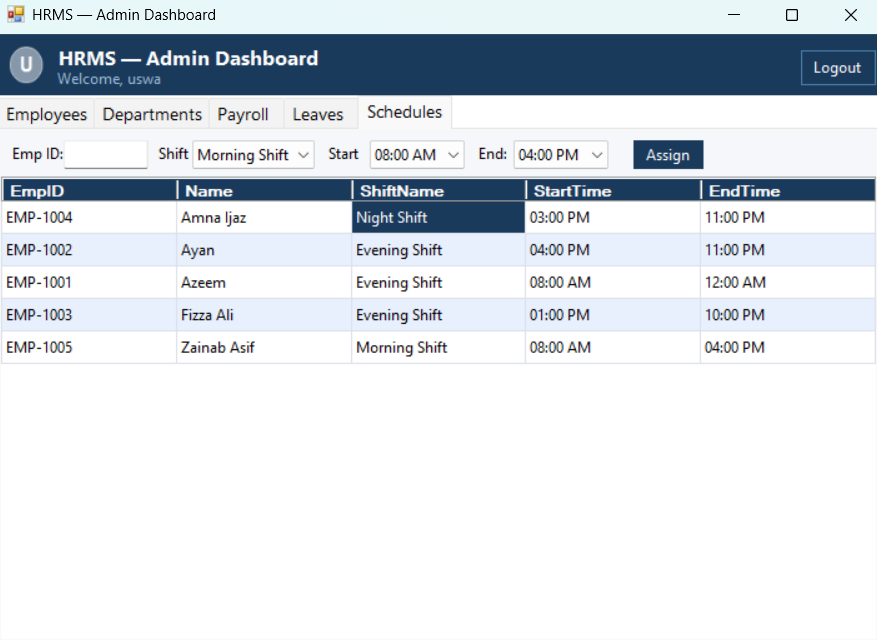 HRMS — Admin Dashboard
U
HRMS — Admin Dashboard
Welcome, uswa
Logout
Employees Departments Payroll Leaves Schedules
Emp ID: Shift Morning Shift Start 08:00 AM End: 04:00 PM Assign
EmpID Name ShiftName StartTime EndTime
EMP-1004 Amna Ijaz Night Shift 03:00 PM 11:00 PM
EMP-1002 Ayan Evening Shift 04:00 PM 11:00 PM
EMP-1001 Azeem Evening Shift 08:00 AM 12:00 AM
EMP-1003 Fizza Ali Evening Shift 01:00 PM 10:00 PM
EMP-1005 Zainab Asif Morning Shift 08:00 AM 04:00 PM